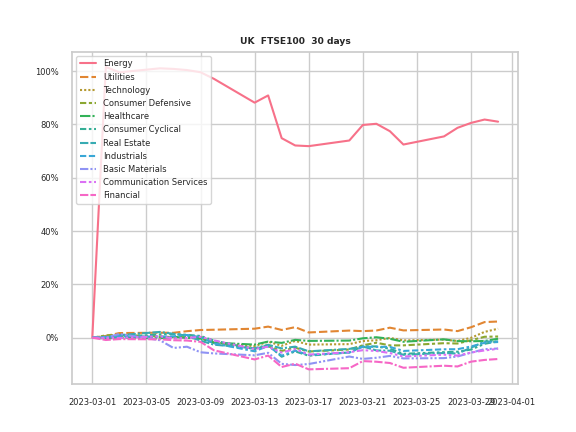 UK FTSE100 30 days
100%
80%
60%
40%
20%
0%
Energy
Utilities
Technology
Consumer Defensive
Healthcare
Consumer Cyclical
Real Estate
Industrials
Basic Materials
Communication Services
Financial
2023-03-01 2023-03-05 2023-03-09 2023-03-13 2023-03-17 2023-03-21 2023-03-25 2023-03-29 2023-04-01